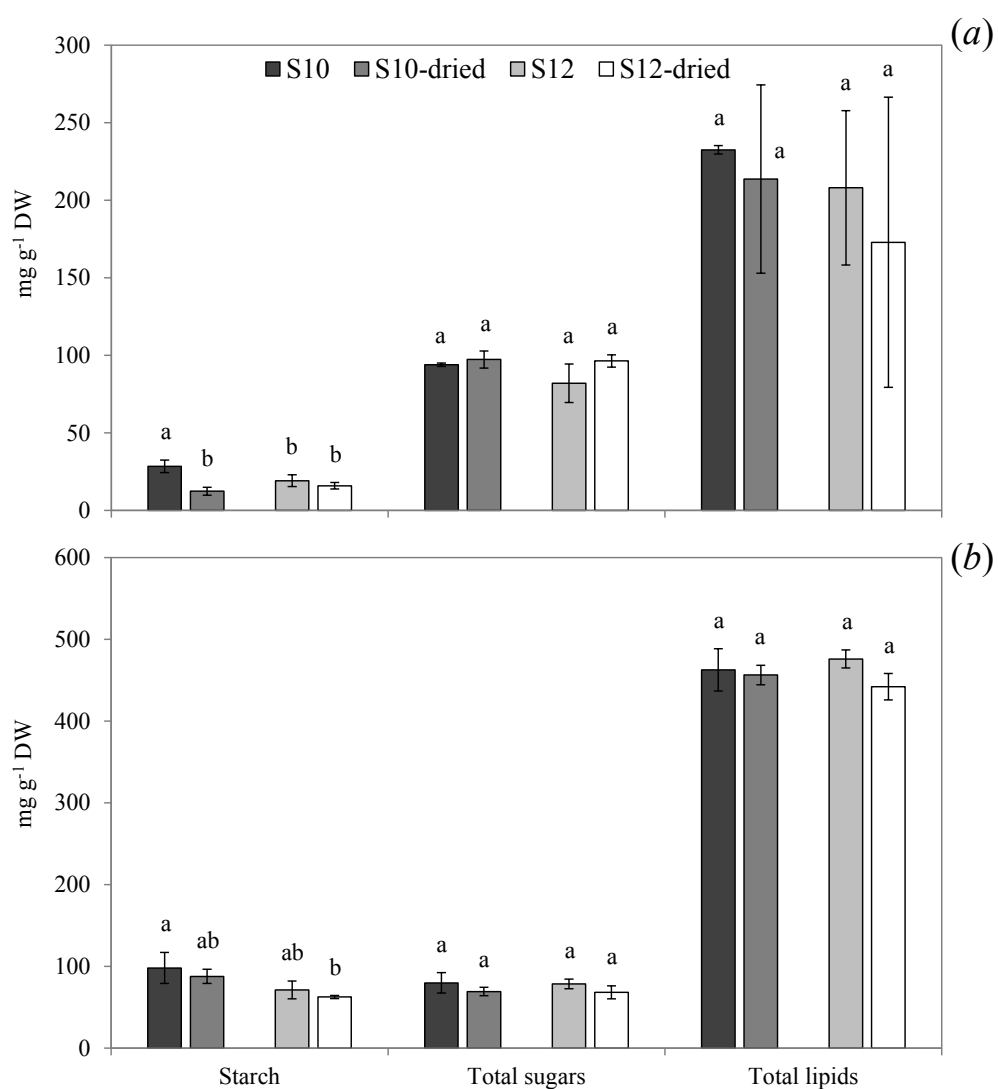 (a)
300
S10 S10-dried S12 S12-dried
250
200
150
100
50
0
mg g⁻¹ DW
a b b b
a a a a
a a a a
(b)
600
500
400
300
200
100
0
mg g⁻¹ DW
a ab ab b
a a a a
a a a a
Starch Total sugars Total lipids